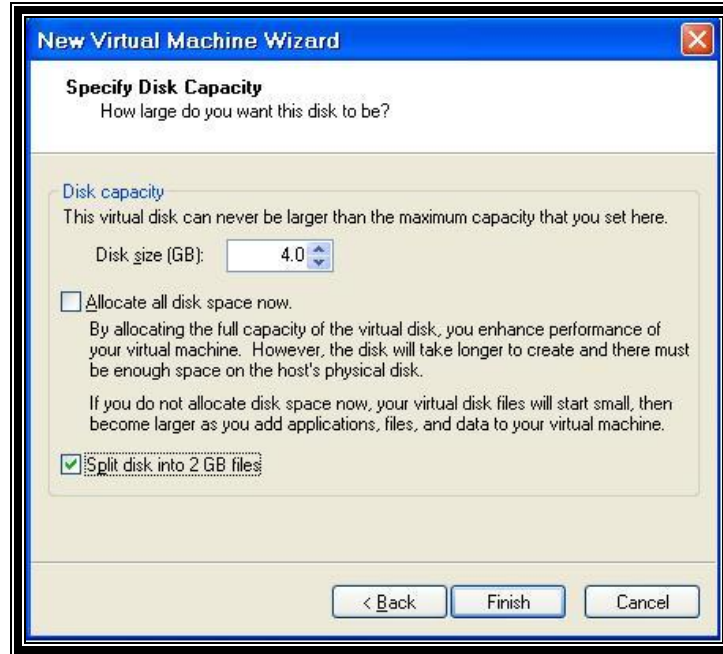 New Virtual Machine Wizard
Specify Disk Capacity
How large do you want this disk to be?
Disk capacity
This virtual disk can never be larger than the maximum capacity that you set here.
Disk size (GB): 4.0
Allocate all disk space now.
By allocating the full capacity of the virtual disk, you enhance performance of
your virtual machine. However, the disk will take longer to create and there must
be enough space on the host's physical disk.
If you do not allocate disk space now, your virtual disk files will start small, then
become larger as you add applications, files, and data to your virtual machine.
Split disk into 2 GB files
< Back Finish Cancel